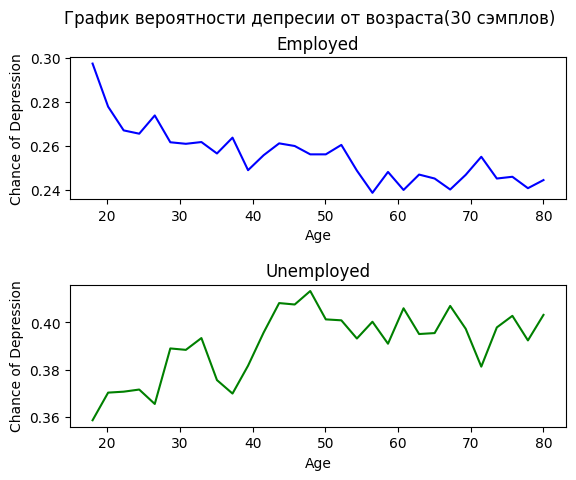 График вероятности депресии от возраста(30 сэмплов)
Employed
Chance of Depression
0.30
0.28
0.26
0.24
20 30 40 50 60 70 80
Age
Unemployed
Chance of Depression
0.40
0.38
0.36
20 30 40 50 60 70 80
Age